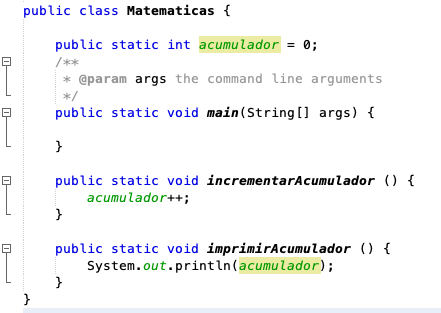 public class Matematicas {
public static int acumulador = 0;
/**
* @param args the command line arguments
*/
public static void main(String[] args) {
}
public static void incrementarAcumulador () {
acumulador++;
}
public static void imprimirAcumulador () {
System.out.println(acumulador);
}
}